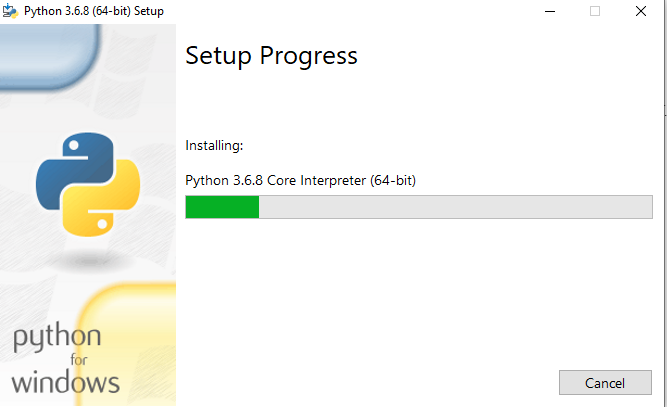 Python 3.6.8 (64-bit) Setup
Setup Progress
Installing:
Python 3.6.8 Core Interpreter (64-bit)
python
for
windows
Cancel